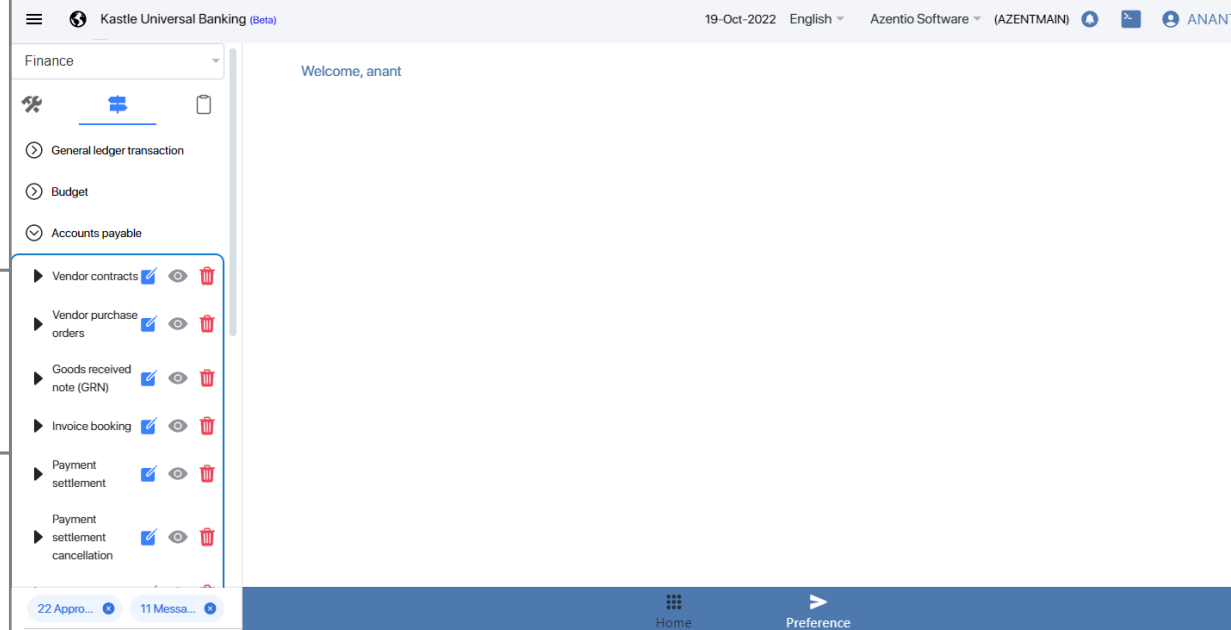 Kastle Universal Banking (Beta)
19-Oct-2022 English Azentio Software (AZENTMAIN) ANANT
Finance
Welcome, anant
General ledger transaction
Budget
Accounts payable
Vendor contracts
Vendor purchase
orders
Goods received
note (GRN)
Invoice booking
Payment
settlement
Payment
settlement
cancellation
22 Appro... 11 Messa...
Home
Preference